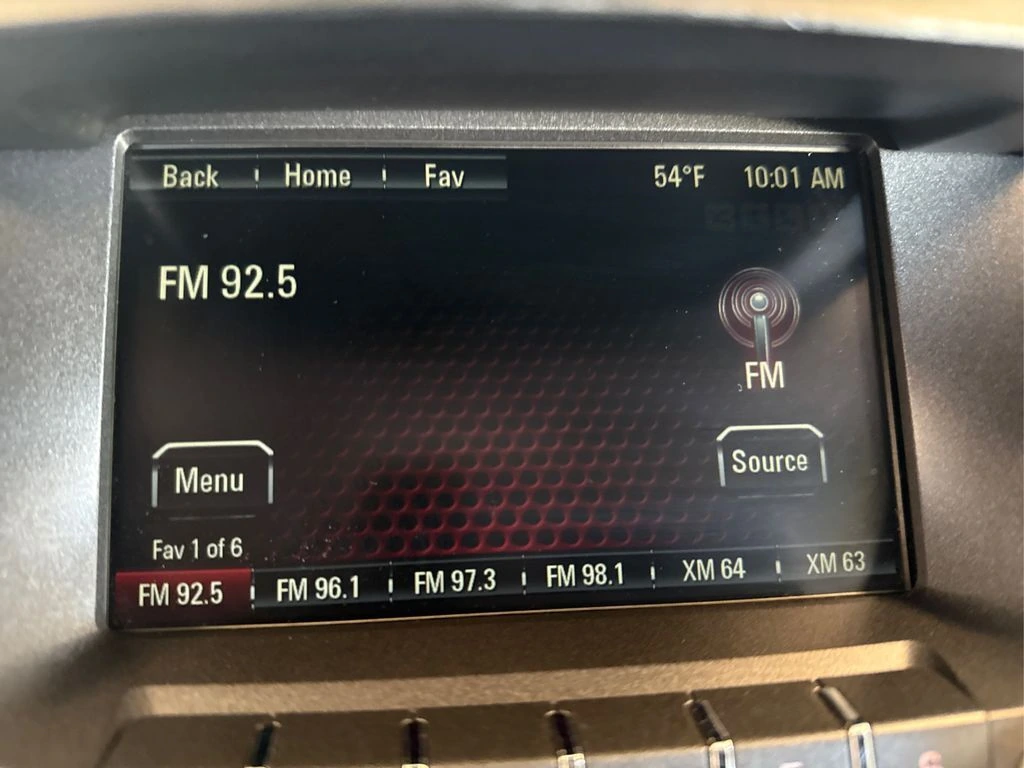 Back Home Fav 54°F 10:01 AM
FM 92.5
FM
Menu Source
Fav 1 of 6
FM 92.5 FM 96.1 FM 97.3 FM 98.1 XM 64 XM 63